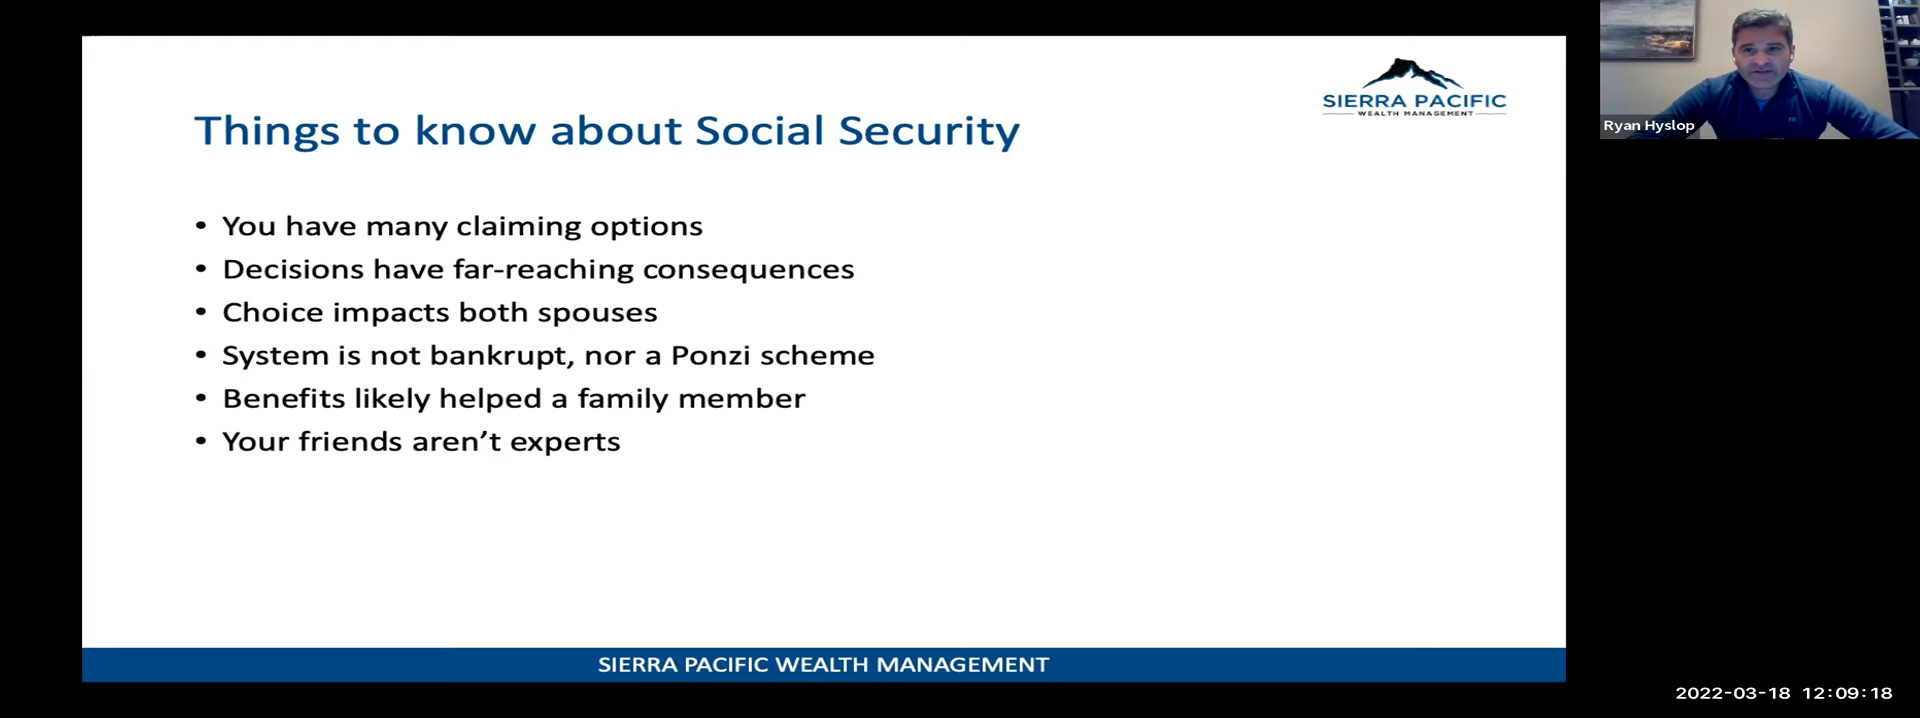 Things to know about Social Security
SIERRA PACIFIC
WEALTH MANAGEMENT
• You have many claiming options
• Decisions have far-reaching consequences
• Choice impacts both spouses
• System is not bankrupt, nor a Ponzi scheme
• Benefits likely helped a family member
• Your friends aren’t experts
SIERRA PACIFIC WEALTH MANAGEMENT
Ryan Hyslop
2022-03-18 12:09:18